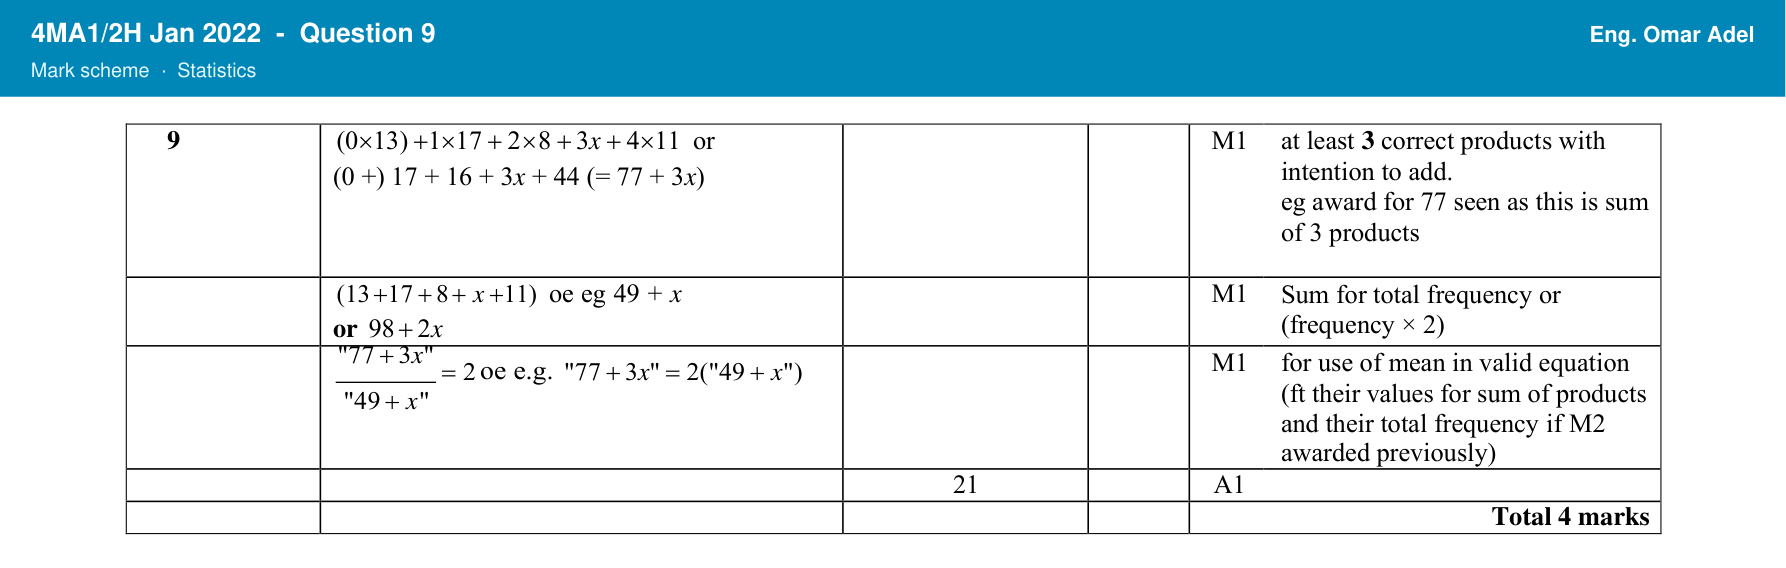 4MA1/2H Jan 2022 - Question 9
Eng. Omar Adel
Mark scheme · Statistics
9
(0×13) +1×17 + 2×8 + 3x + 4×11 or
(0 +) 17 + 16 + 3x + 44 (= 77 + 3x)
M1
at least 3 correct products with
intention to add.
eg award for 77 seen as this is sum
of 3 products
(13+17+8+ x +11) oe eg 49 + x
or 98 + 2x
M1
Sum for total frequency or
(frequency × 2)
"77 + 3x"
"49 + x"
= 2 oe e.g. "77 + 3x" = 2("49 + x")
M1
for use of mean in valid equation
(ft their values for sum of products
and their total frequency if M2
awarded previously)
21
A1
Total 4 marks